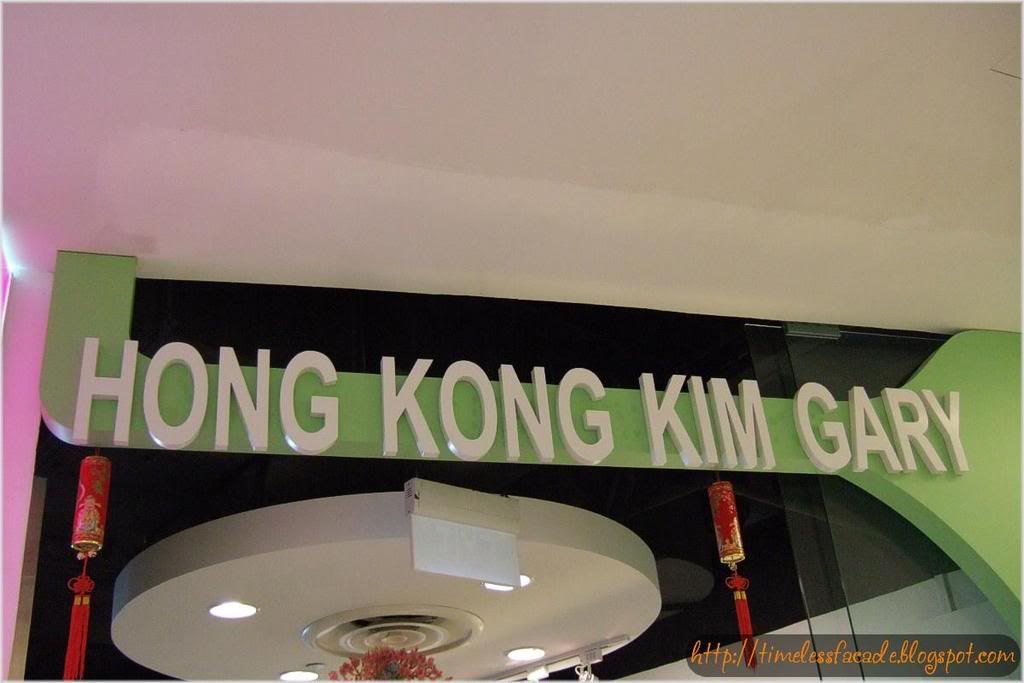 HONG KONG KIM GARY
http://timelessfacade.blogspot.com